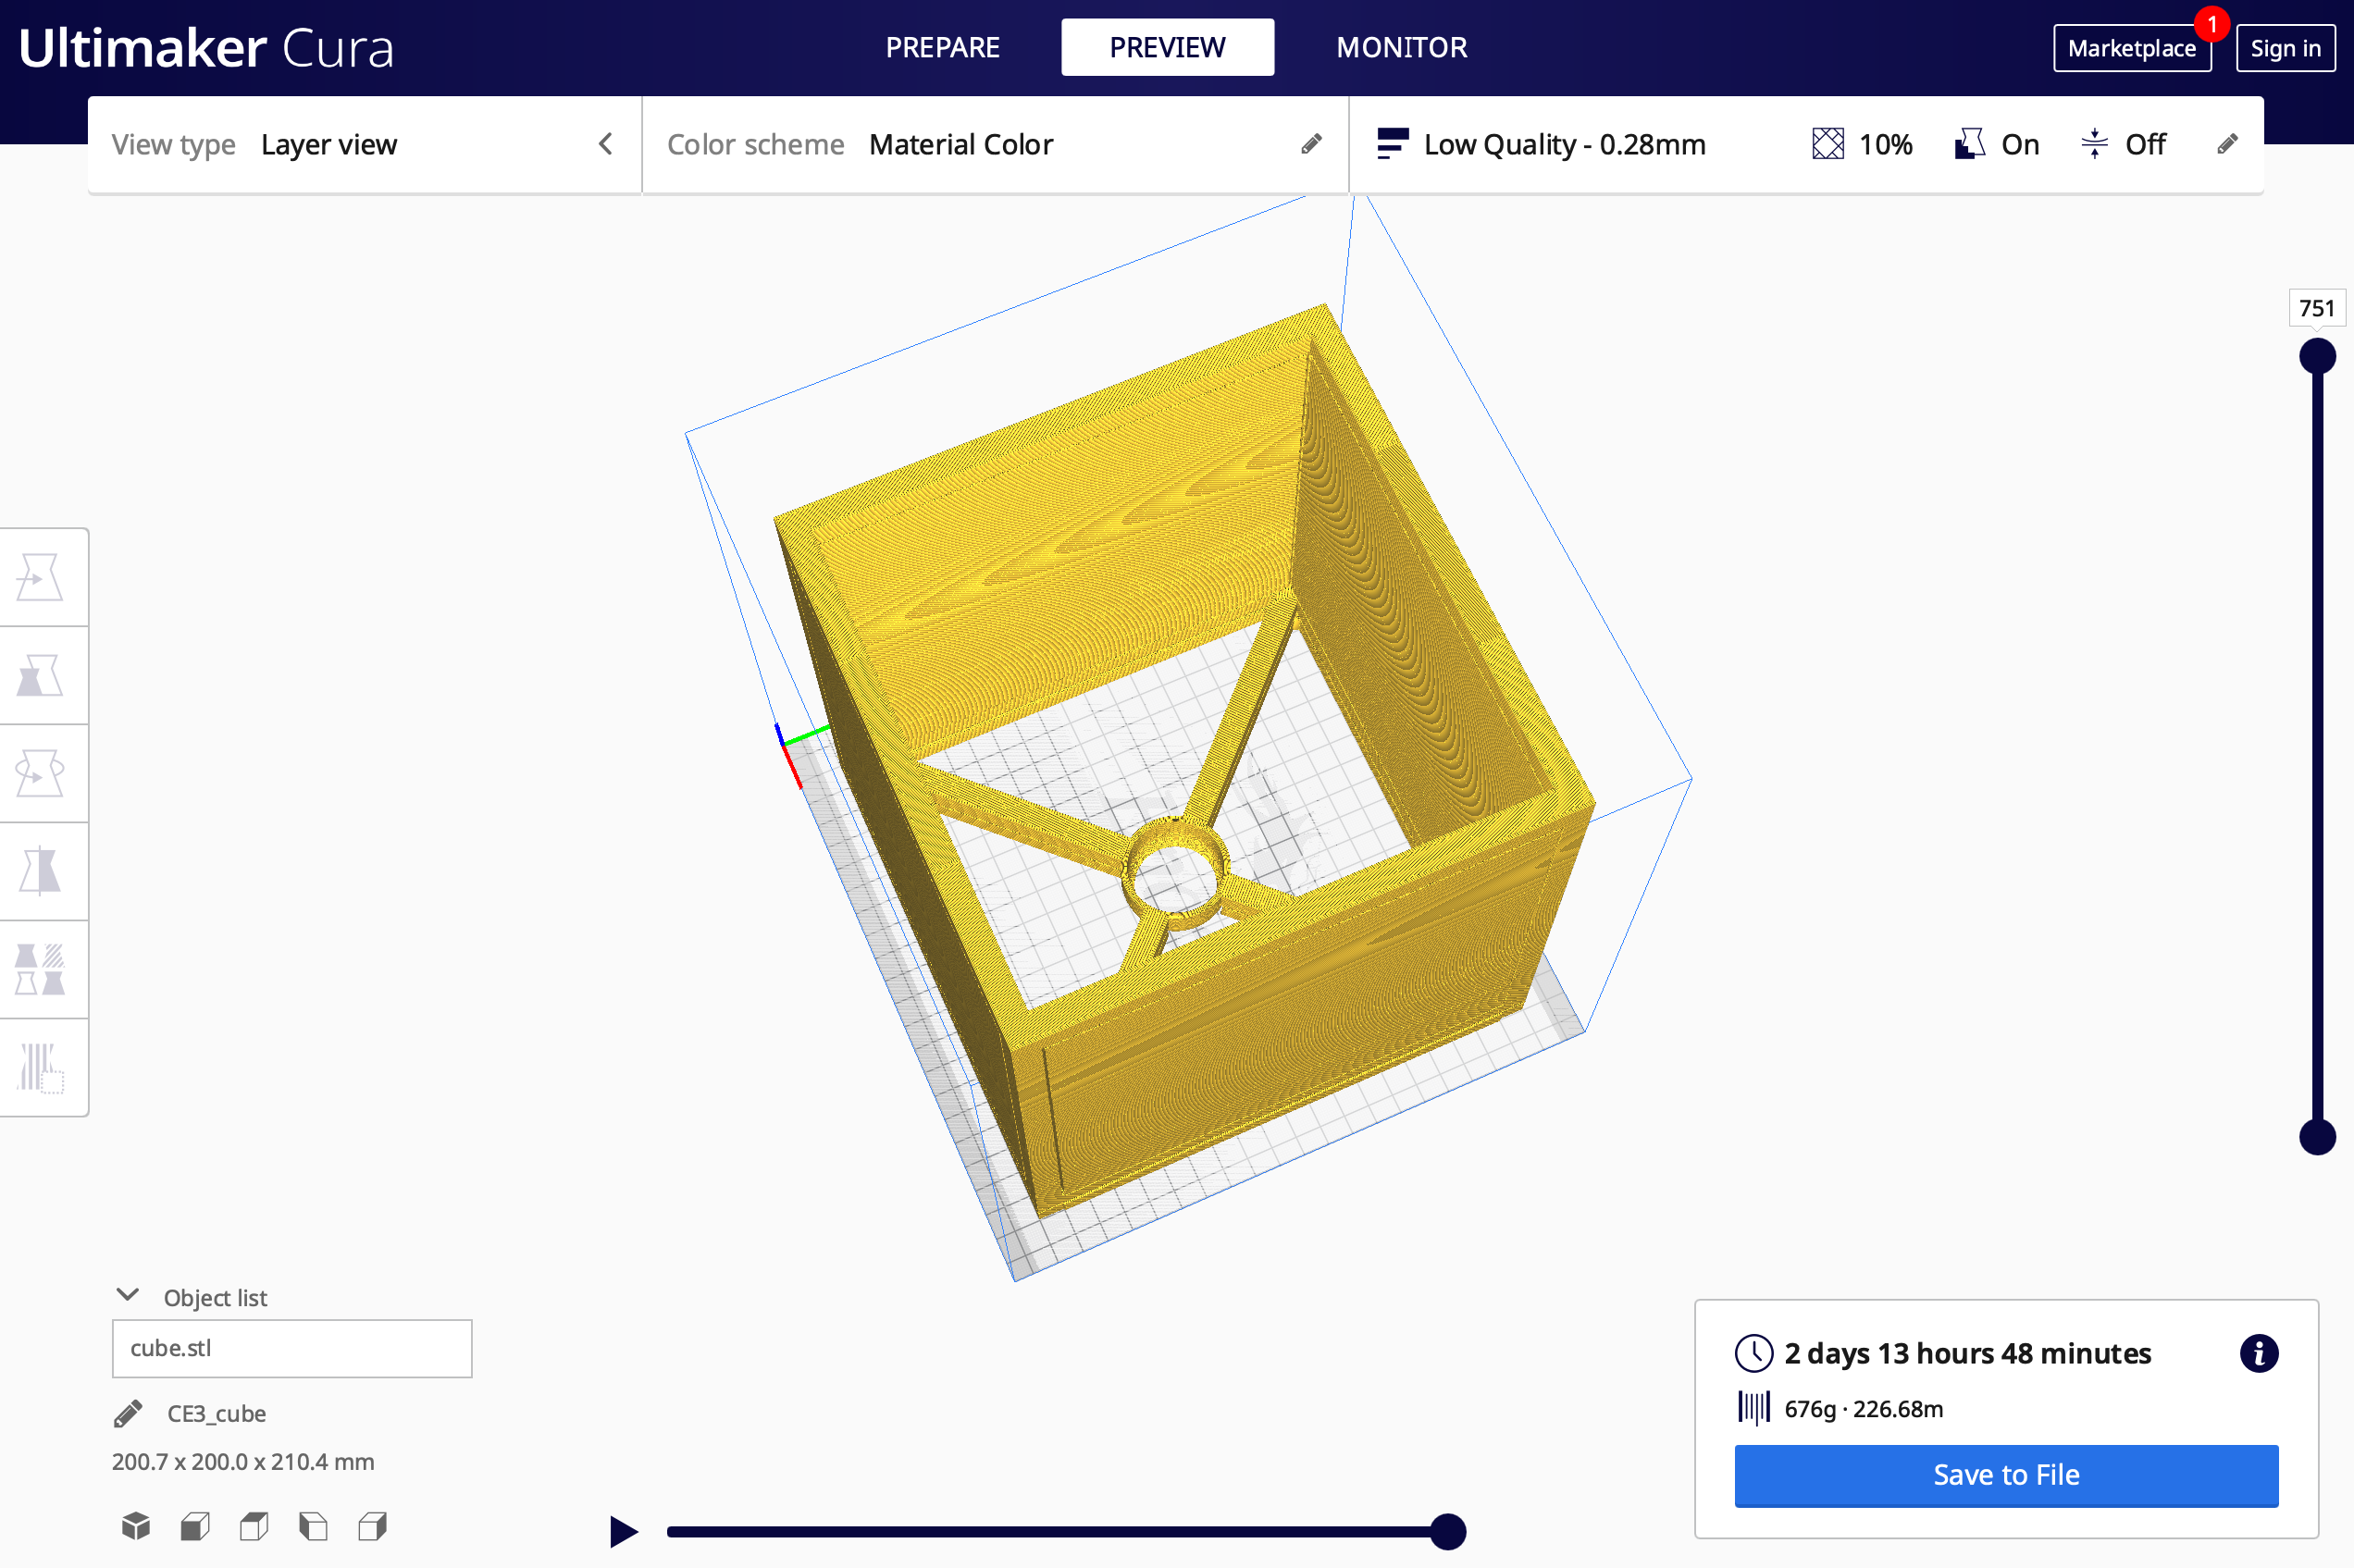 Ultimaker Cura
PREPARE
PREVIEW
MONITOR
Marketplace
1
Sign in
View type Layer view
Color scheme Material Color
Low Quality - 0.28mm
10%
On
Off
751
Object list
cube.stl
CE3_cube
200.7 x 200.0 x 210.4 mm
2 days 13 hours 48 minutes
676g · 226.68m
Save to File